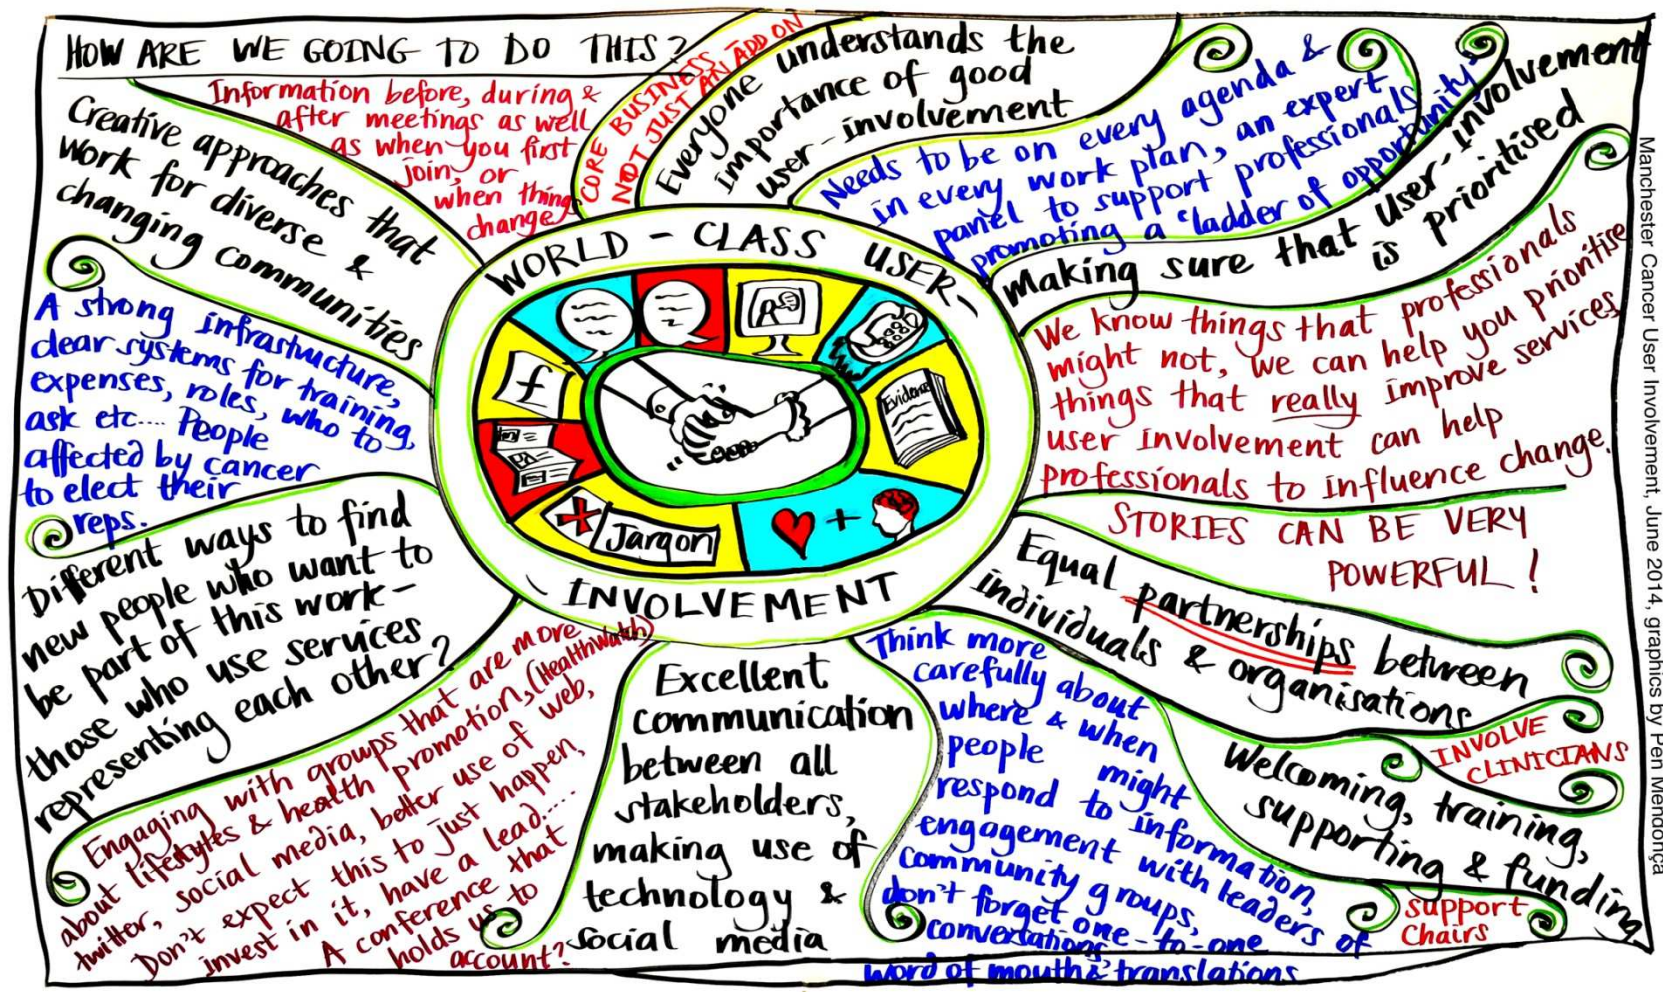 HOW ARE WE GOING TO DO THIS?
Information before, during &
after meetings as well
as when you first
join, or
when things
change
CORE BUSINESS
NOT JUST AN ADD ON
Everyone understands the
importance of good
user-involvement
Needs to be on every agenda &
in every work plan, an expert
panel to support professionals
promoting a "ladder of opportunity"
Making sure that user-involvement
is prioritised
We know things that professionals
might not, we can help you prioritise
things that really improve services
user involvement can help
professionals to influence change.
STORIES CAN BE VERY
POWERFUL!
Equal partnerships between
individuals & organisations
INVOLVE
CLINICIANS
Welcoming, training,
supporting & funding
support
Chairs
Think more
carefully about
where & when
people might
respond to information,
engagement with leaders of
community groups,
don't forget one-to-one
conversations
word of mouth & translations
Excellent
communication
between all
stakeholders,
making use of
technology &
social media
Engaging with groups that are more
about lifestyles & health promotion, (HealthWatch)
twitter, social media, better use of web,
Don't expect this to just happen,
invest in it, have a lead.....
A conference that
holds us to
account?
Different ways to find
new people who want to
be part of this work-
those who use services
representing each other?
A strong infrastructure,
clear systems for training,
expenses, roles, who to
ask etc.... People
affected by cancer
to elect their
reps.
Creative approaches that
work for diverse &
changing communities
WORLD-CLASS USER-
INVOLVEMENT
Evidence
Jargon
£
Manchester Cancer User Involvement, June 2014, graphics by Pen Mendonça